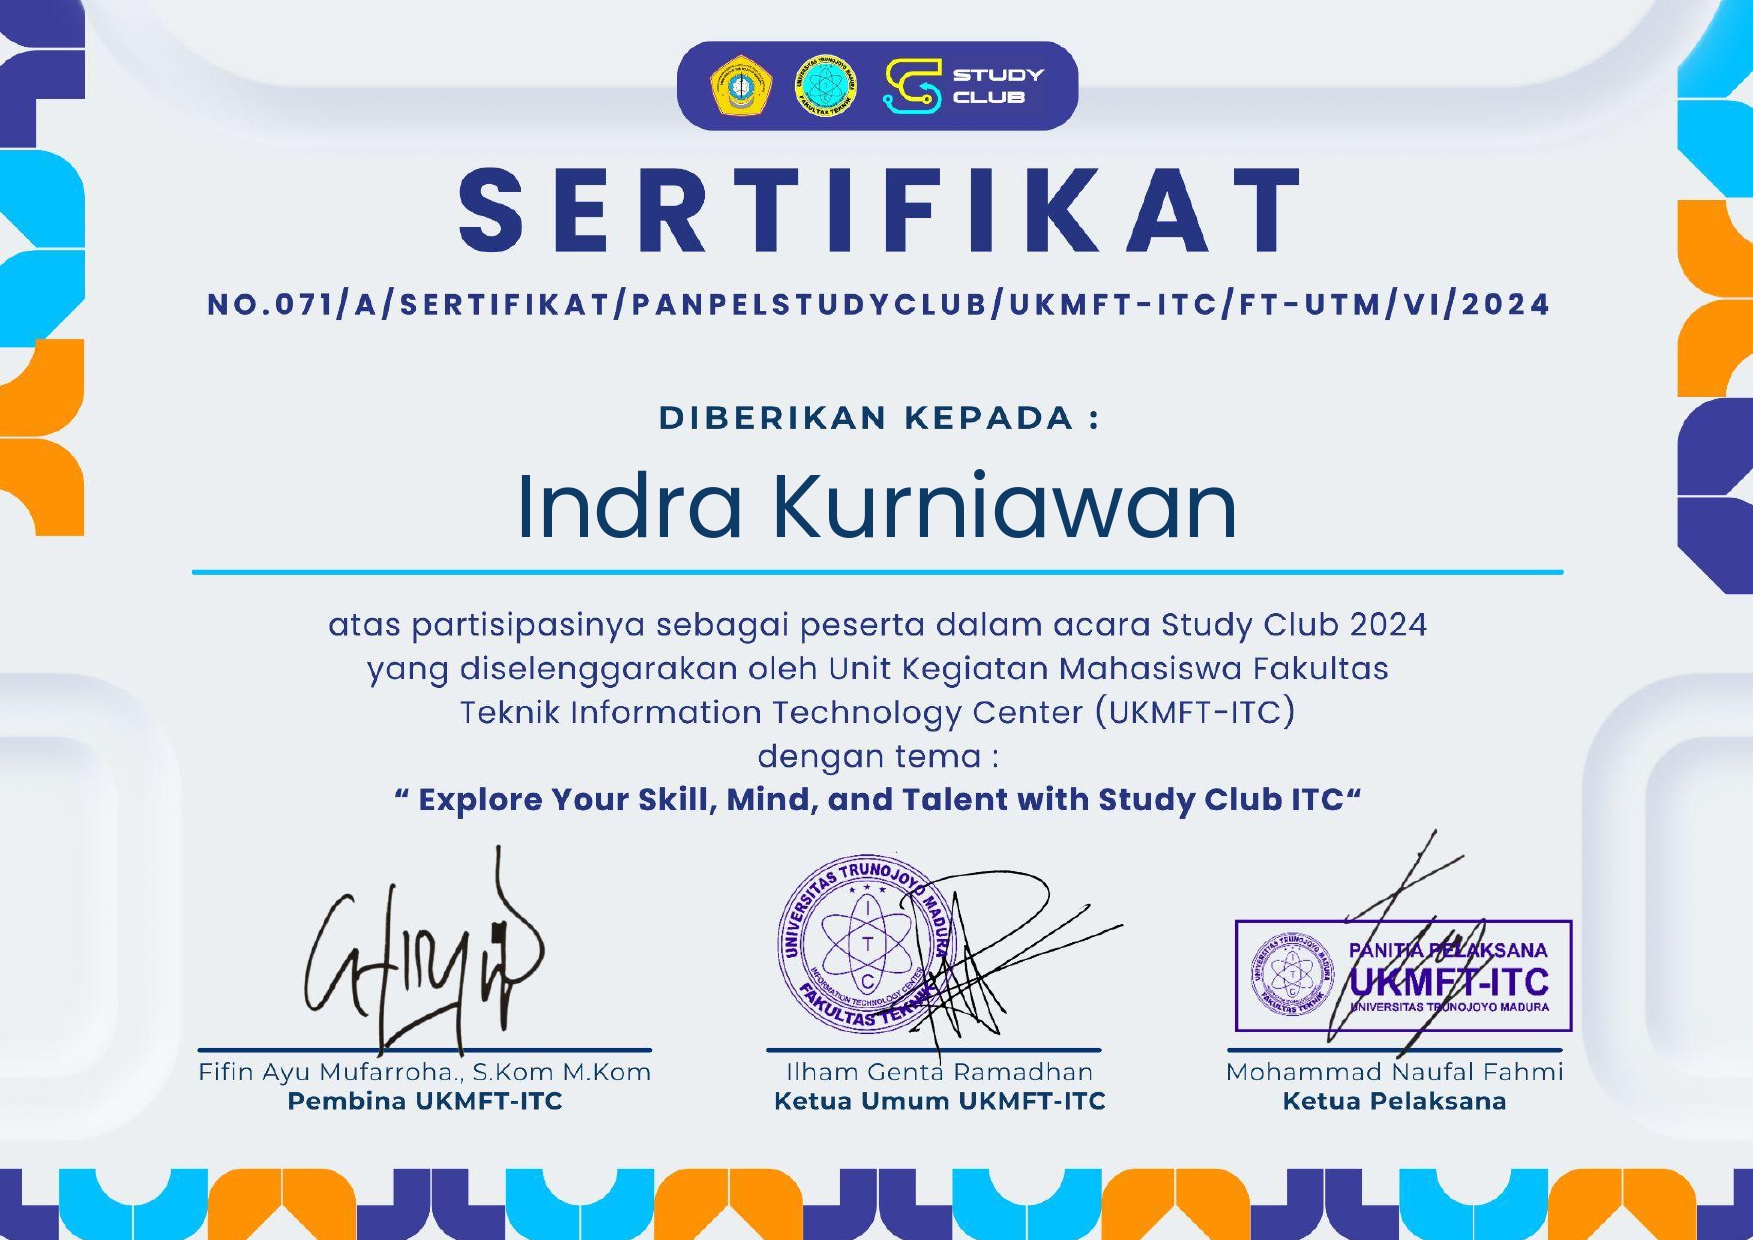 STUDY
CLUB
SERTIFIKAT
NO.071/A/SERTIFIKAT/PANPELSTUDYCLUB/UKMFT-ITC/FT-UTM/VI/2024
DIBERIKAN KEPADA :
Indra Kurniawan
atas partisipasinya sebagai peserta dalam acara Study Club 2024
yang diselenggarakan oleh Unit Kegiatan Mahasiswa Fakultas
Teknik Information Technology Center (UKMFT-ITC)
dengan tema :
“ Explore Your Skill, Mind, and Talent with Study Club ITC“
UNIVERSITAS TRUNOJOYO MADURA
I
T
C
INFORMATION TECHNOLOGY CENTER
FAKULTAS TEKNIK
PANITIA PELAKSANA
UKMFT-ITC
UNIVERSITAS TRUNOJOYO MADURA
Fifin Ayu Mufarroha., S.Kom M.Kom
Pembina UKMFT-ITC
Ilham Genta Ramadhan
Ketua Umum UKMFT-ITC
Mohammad Naufal Fahmi
Ketua Pelaksana